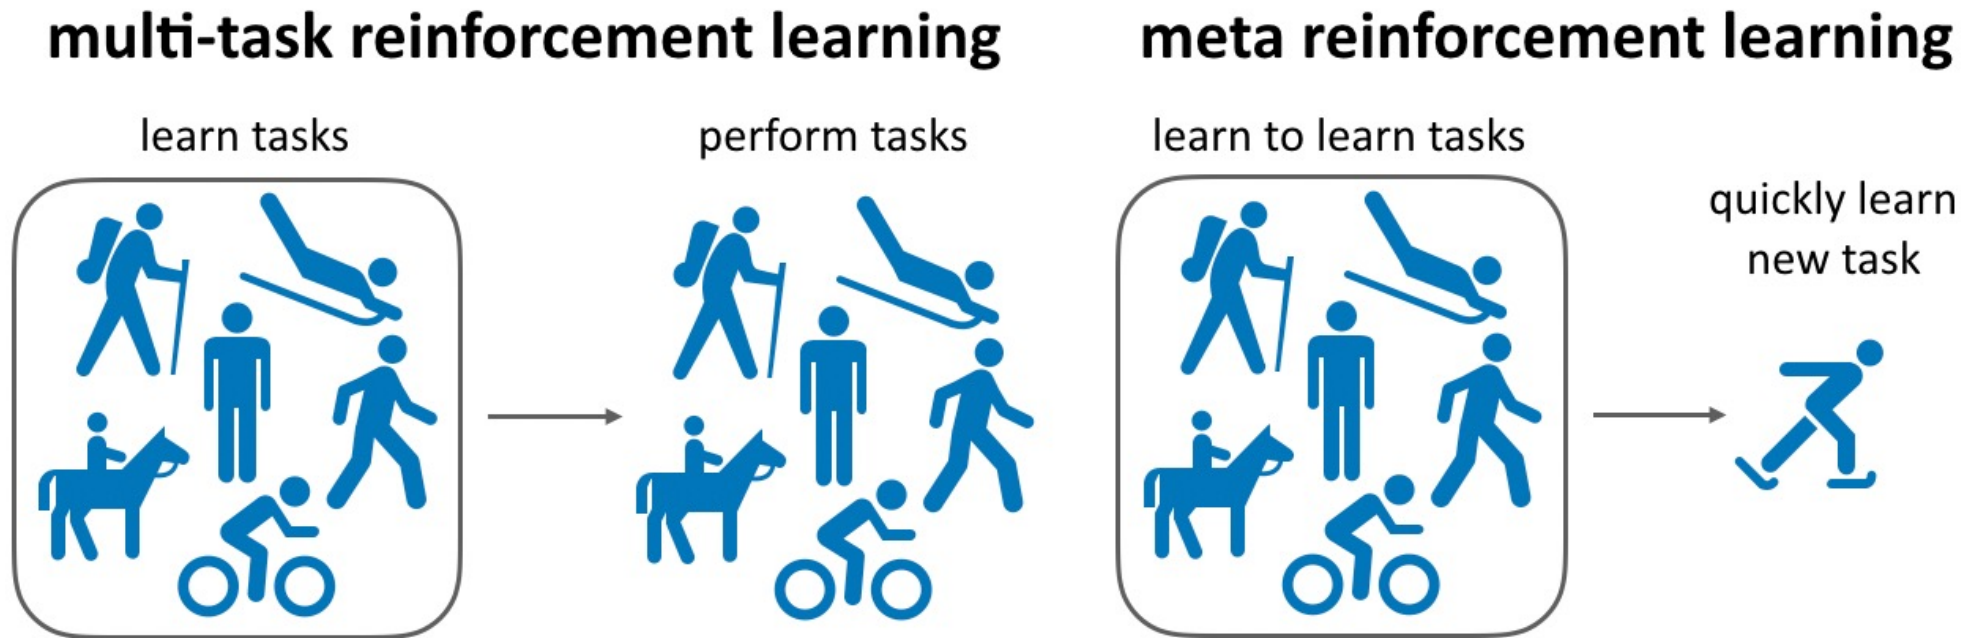 multi-task reinforcement learning
learn tasks
perform tasks
meta reinforcement learning
learn to learn tasks
quickly learn
new task